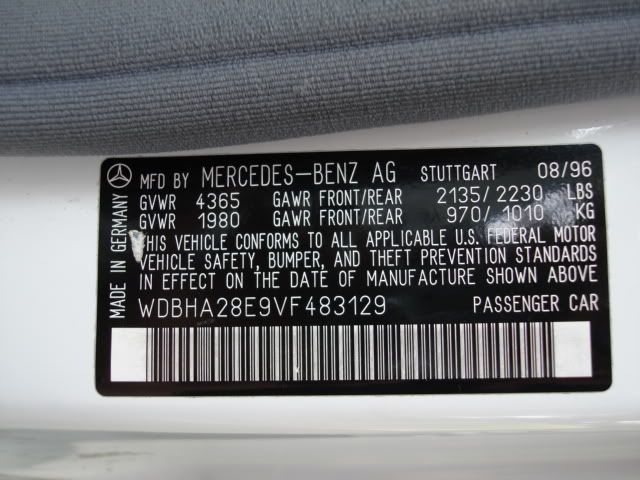 MFD BY MERCEDES-BENZ AG STUTTGART 08/96
GVWR 4365 GAWR FRONT/REAR 2135/2230 LBS
GVWR 1980 GAWR FRONT/REAR 970/1010 KG
THIS VEHICLE CONFORMS TO ALL APPLICABLE U.S. FEDERAL MOTOR
VEHICLE SAFETY, BUMPER, AND THEFT PREVENTION STANDARDS
IN EFFECT ON THE DATE OF MANUFACTURE SHOWN ABOVE
WDBHA28E9VF483129 PASSENGER CAR
MADE IN GERMANY